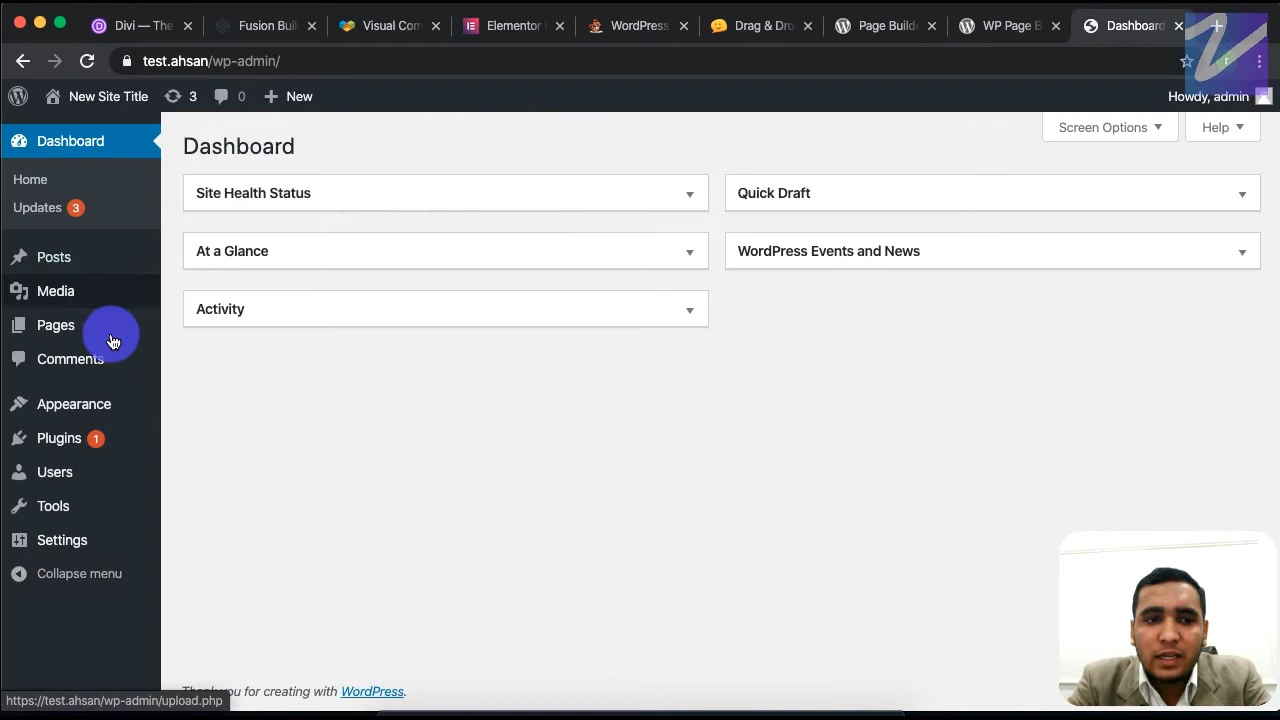 Divi — The
Fusion Buil
Visual Com
Elementor
WordPress
Drag & Dro
Page Builde
WP Page B
Dashboard
test.ahsan/wp-admin/
New Site Title
3
0
New
Howdy, admin
Dashboard
Home
Updates 3
Posts
Media
Pages
Comments
Appearance
Plugins 1
Users
Tools
Settings
Collapse menu
Dashboard
Screen Options
Help
Site Health Status
Quick Draft
At a Glance
WordPress Events and News
Activity
Thank you for creating with WordPress.
https://test.ahsan/wp-admin/upload.php